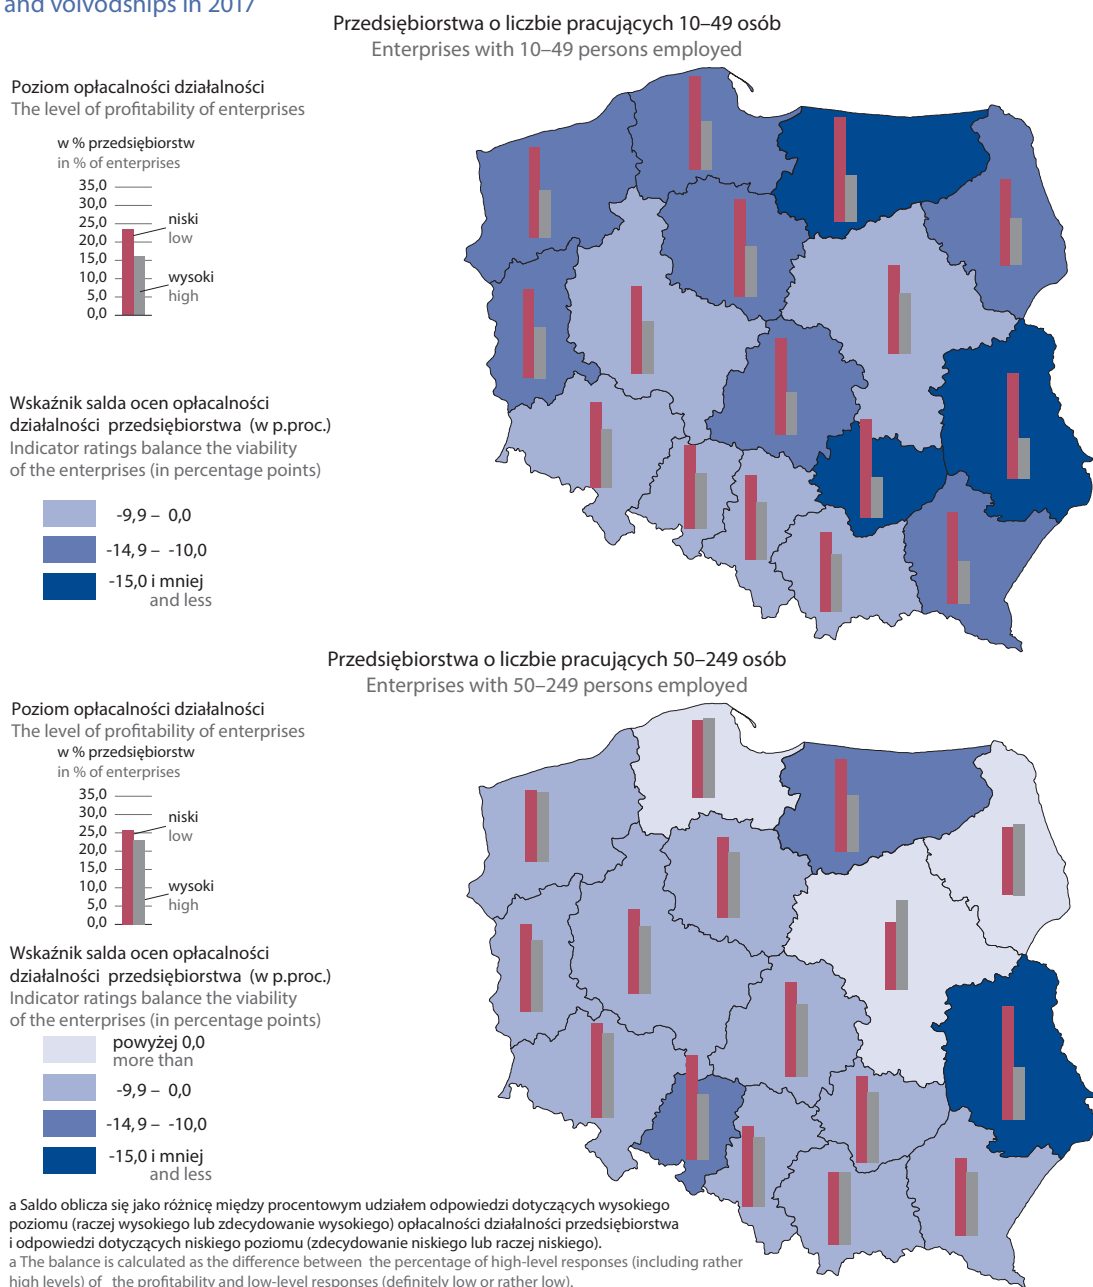 and voivodships in 2017
Przedsiębiorstwa o liczbie pracujących 10–49 osób
Enterprises with 10–49 persons employed
Poziom opłacalności działalności
The level of profitability of enterprises
w % przedsiębiorstw
in % of enterprises
35,0
30,0
25,0
20,0
15,0
10,0
5,0
0,0
niski
low
wysoki
high
Wskaźnik salda ocen opłacalności
działalności przedsiębiorstwa (w p.proc.)
Indicator ratings balance the viability
of the enterprises (in percentage points)
-9,9 – 0,0
-14,9 – -10,0
-15,0 i mniej
and less
Przedsiębiorstwa o liczbie pracujących 50–249 osób
Enterprises with 50–249 persons employed
Poziom opłacalności działalności
The level of profitability of enterprises
w % przedsiębiorstw
in % of enterprises
35,0
30,0
25,0
20,0
15,0
10,0
5,0
0,0
niski
low
wysoki
high
Wskaźnik salda ocen opłacalności
działalności przedsiębiorstwa (w p.proc.)
Indicator ratings balance the viability
of the enterprises (in percentage points)
powyżej 0,0
more than
-9,9 – 0,0
-14,9 – -10,0
-15,0 i mniej
and less
a Saldo oblicza się jako różnicę między procentowym udziałem odpowiedzi dotyczących wysokiego
poziomu (raczej wysokiego lub zdecydowanie wysokiego) opłacalności działalności przedsiębiorstwa
i odpowiedzi dotyczących niskiego poziomu (zdecydowanie niskiego lub raczej niskiego).
a The balance is calculated as the difference between the percentage of high-level responses (including rather
high levels) of the profitability and low-level responses (definitely low or rather low).